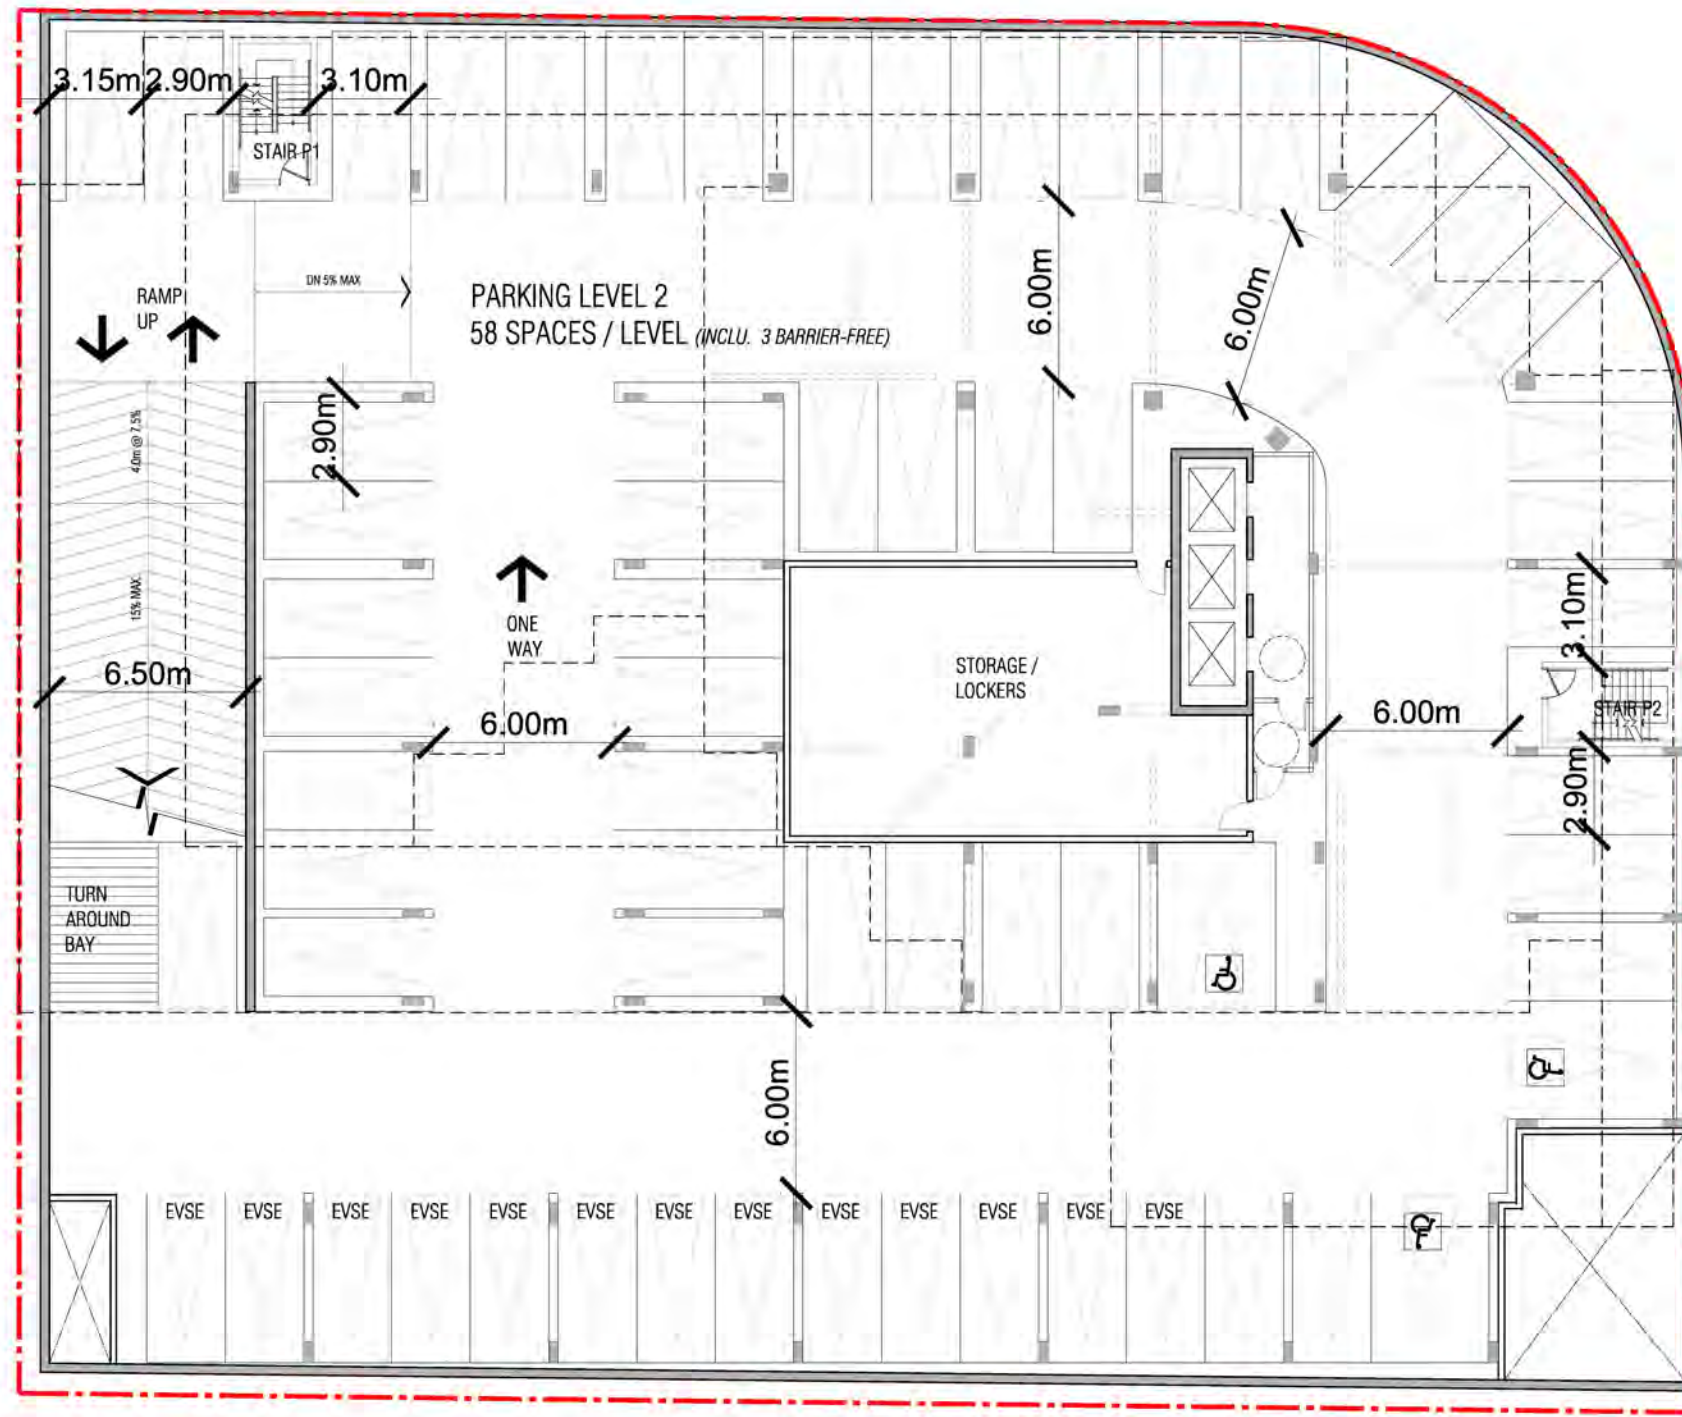 3.15m
2.90m
3.10m
STAIR P1
RAMP
UP
DN 5% MAX
PARKING LEVEL 2
58 SPACES / LEVEL (INCLU. 3 BARRIER-FREE)
6.00m
6.00m
2.90m
4.0m @ 7.5%
15% MAX.
ONE
WAY
6.50m
6.00m
STORAGE /
LOCKERS
6.00m
3.10m
STAIR P2
2.90m
TURN
AROUND
BAY
6.00m
EVSE
EVSE
EVSE
EVSE
EVSE
EVSE
EVSE
EVSE
EVSE
EVSE
EVSE
EVSE
EVSE